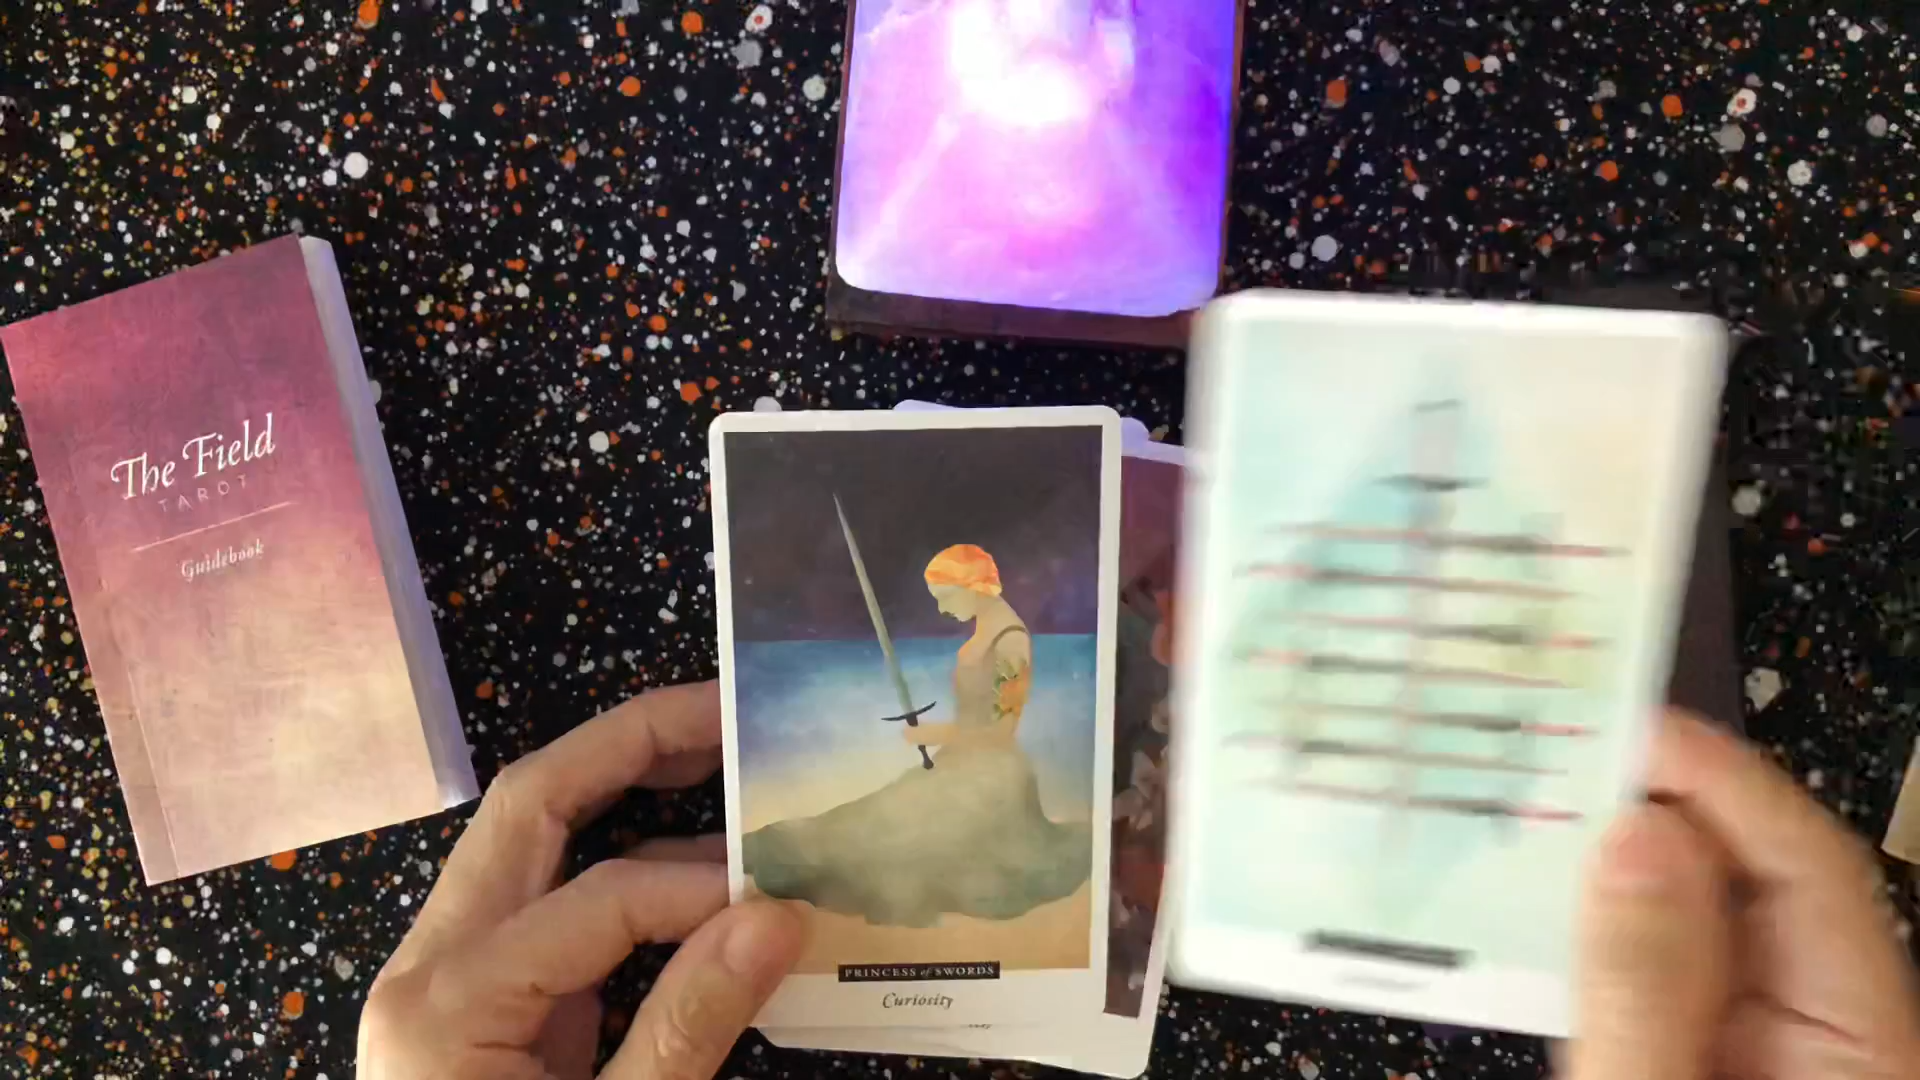 The Field
TAROT
Guidebook
PRINCESS of SWORDS
Curiosity